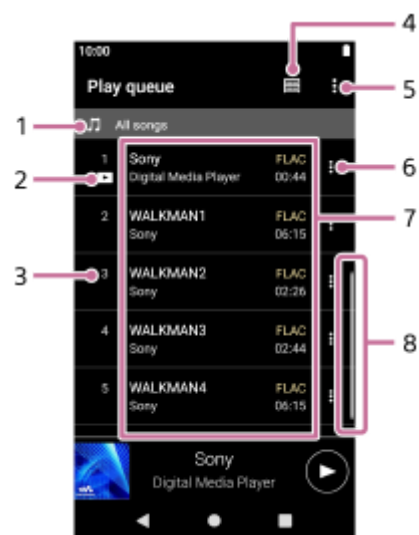 4
10:00
Play queue
5
1
All songs
1 Sony FLAC
6
2
Digital Media Player 00:44
7
2 WALKMAN1 FLAC
Sony 06:15
3
3 WALKMAN2 FLAC
Sony 02:26
8
4 WALKMAN3 FLAC
Sony 02:44
5 WALKMAN4 FLAC
Sony 06:15
Sony
Digital Media Player